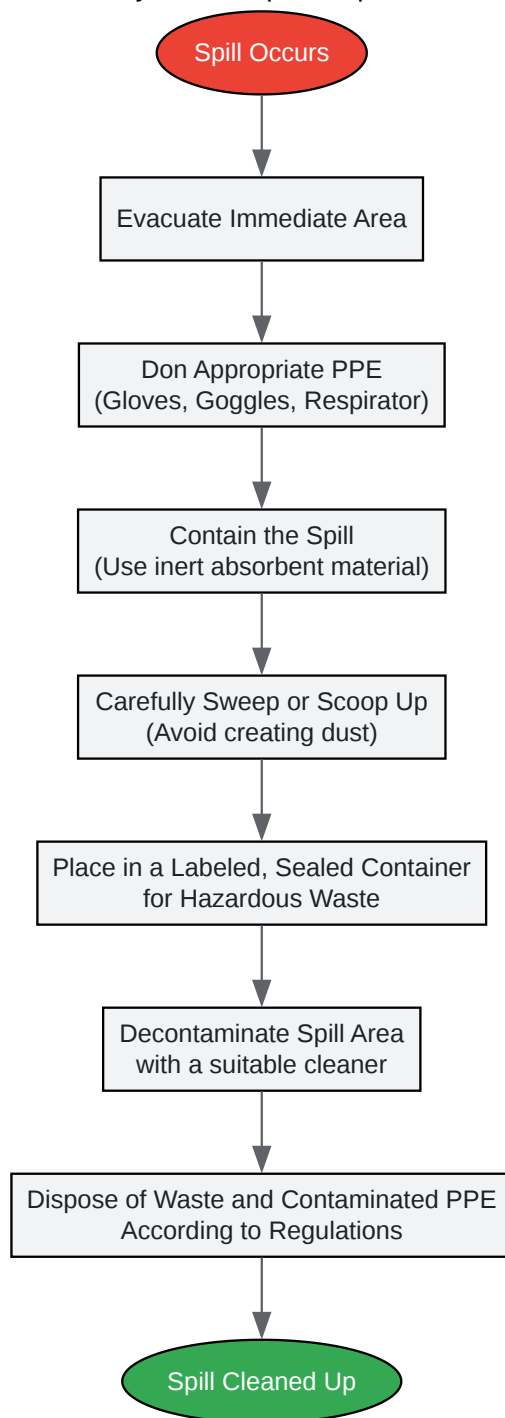 Spill Occurs
Evacuate Immediate Area
Don Appropriate PPE
(Gloves, Goggles, Respirator)
Contain the Spill
(Use inert absorbent material)
Carefully Sweep or Scoop Up
(Avoid creating dust)
Place in a Labeled, Sealed Container
for Hazardous Waste
Decontaminate Spill Area
with a suitable cleaner
Dispose of Waste and Contaminated PPE
According to Regulations
Spill Cleaned Up